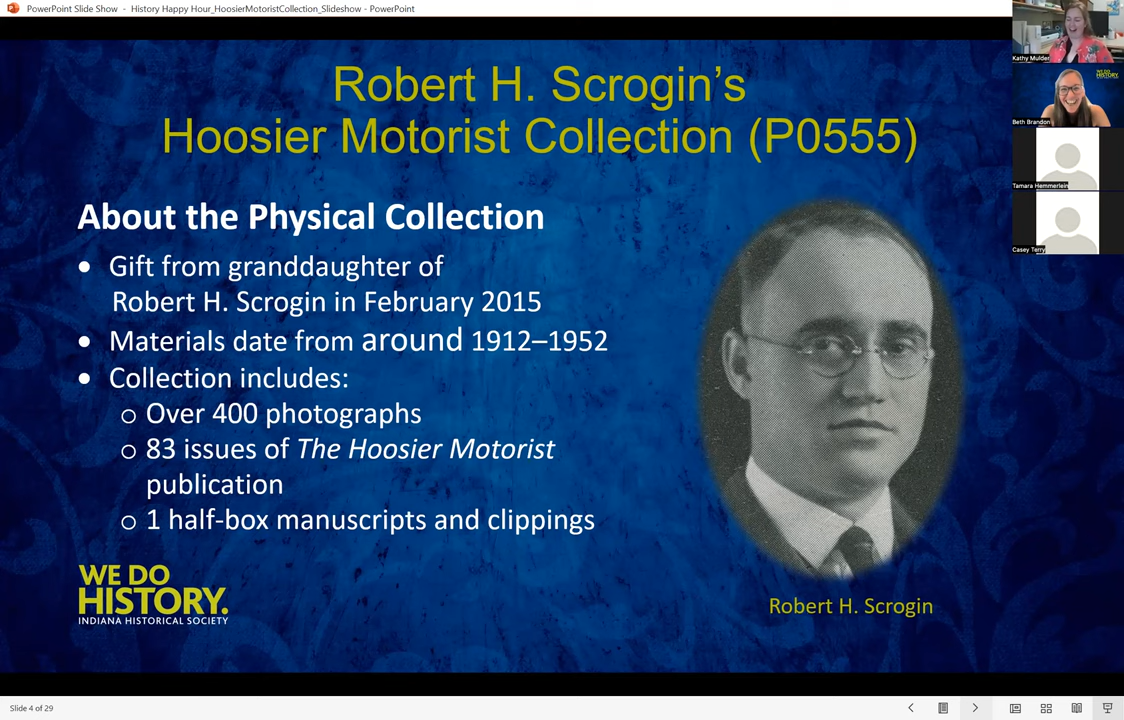 PowerPoint Slide Show - History Happy Hour_HoosierMotoristCollection_Slideshow - PowerPoint
Robert H. Scrogin’s
Hoosier Motorist Collection (P0555)
About the Physical Collection
• Gift from granddaughter of
Robert H. Scrogin in February 2015
• Materials date from around 1912–1952
• Collection includes:
o Over 400 photographs
o 83 issues of The Hoosier Motorist
publication
o 1 half-box manuscripts and clippings
WE DO
HISTORY.
INDIANA HISTORICAL SOCIETY
Robert H. Scrogin
Kathy Mulder
WE DO
HISTORY.
Beth Brandon
Tamara Hemmerlein
Casey Terry
Slide 4 of 29